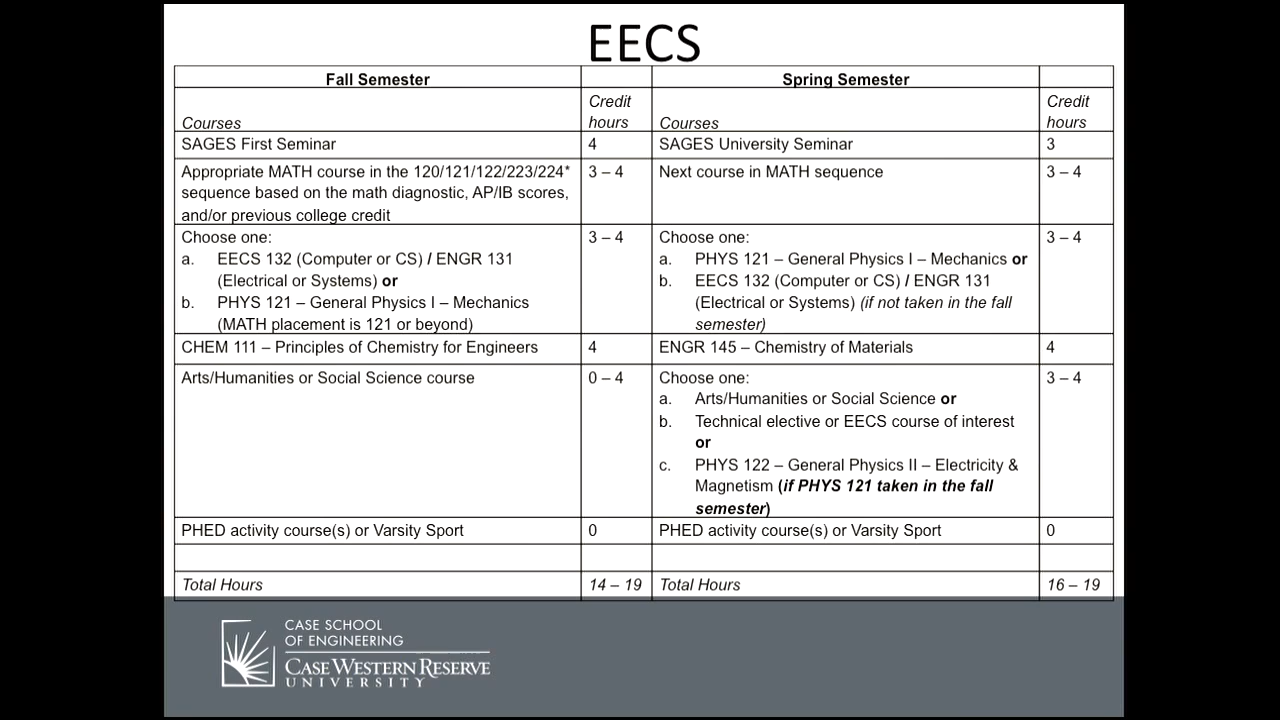 EECS
Fall Semester
Spring Semester
Courses
Credit
hours
Courses
Credit
hours
SAGES First Seminar
4
SAGES University Seminar
3
Appropriate MATH course in the 120/121/122/223/224*
sequence based on the math diagnostic, AP/IB scores,
and/or previous college credit
3 – 4
Next course in MATH sequence
3 – 4
Choose one:
a. EECS 132 (Computer or CS) / ENGR 131
(Electrical or Systems) or
b. PHYS 121 – General Physics I – Mechanics
(MATH placement is 121 or beyond)
3 – 4
Choose one:
a. PHYS 121 – General Physics I – Mechanics or
b. EECS 132 (Computer or CS) / ENGR 131
(Electrical or Systems) (if not taken in the fall
semester)
3 – 4
CHEM 111 – Principles of Chemistry for Engineers
4
ENGR 145 – Chemistry of Materials
4
Arts/Humanities or Social Science course
0 – 4
Choose one:
a. Arts/Humanities or Social Science or
b. Technical elective or EECS course of interest
or
c. PHYS 122 – General Physics II – Electricity &
Magnetism (if PHYS 121 taken in the fall
semester)
3 – 4
PHED activity course(s) or Varsity Sport
0
PHED activity course(s) or Varsity Sport
0
Total Hours
14 – 19
Total Hours
16 – 19
CASE SCHOOL
OF ENGINEERING
CASE WESTERN RESERVE
UNIVERSITY